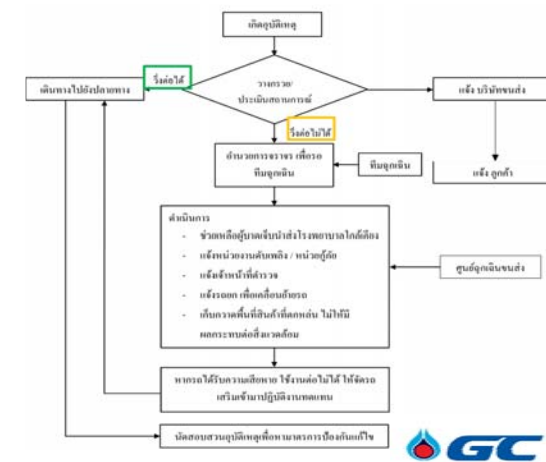 เกิดอุบัติเหตุ
วิ่งต่อได้
เดินทางไปยังปลายทาง
วางกรวย/
ประเมินสถานการณ์
แจ้ง บริษัทขนส่ง
วิ่งต่อไม่ได้
อำนวยการจราจร เพื่อรอ
ทีมฉุกเฉิน
ทีมฉุกเฉิน
แจ้ง ลูกค้า
ดำเนินการ
- ช่วยเหลือผู้บาดเจ็บนำส่งโรงพยาบาลใกล้เคียง
- แจ้งหน่วยงานดับเพลิง / หน่วยกู้ภัย
- แจ้งเจ้าหน้าที่ตำรวจ
- แจ้งรถยก เพื่อเคลื่อนย้ายรถ
- เก็บกวาดพื้นที่สินค้าที่ตกหล่น ไม่ให้มี
ผลกระทบต่อสิ่งแวดล้อม
ศูนย์ฉุกเฉินขนส่ง
หากรถได้รับความเสียหาย ใช้งานต่อไม่ได้ ให้จัดรถ
เสริมเข้ามาปฏิบัติงานทดแทน
นัดสอบสวนอุบัติเหตุเพื่อหามาตรการป้องกันแก้ไข
GC